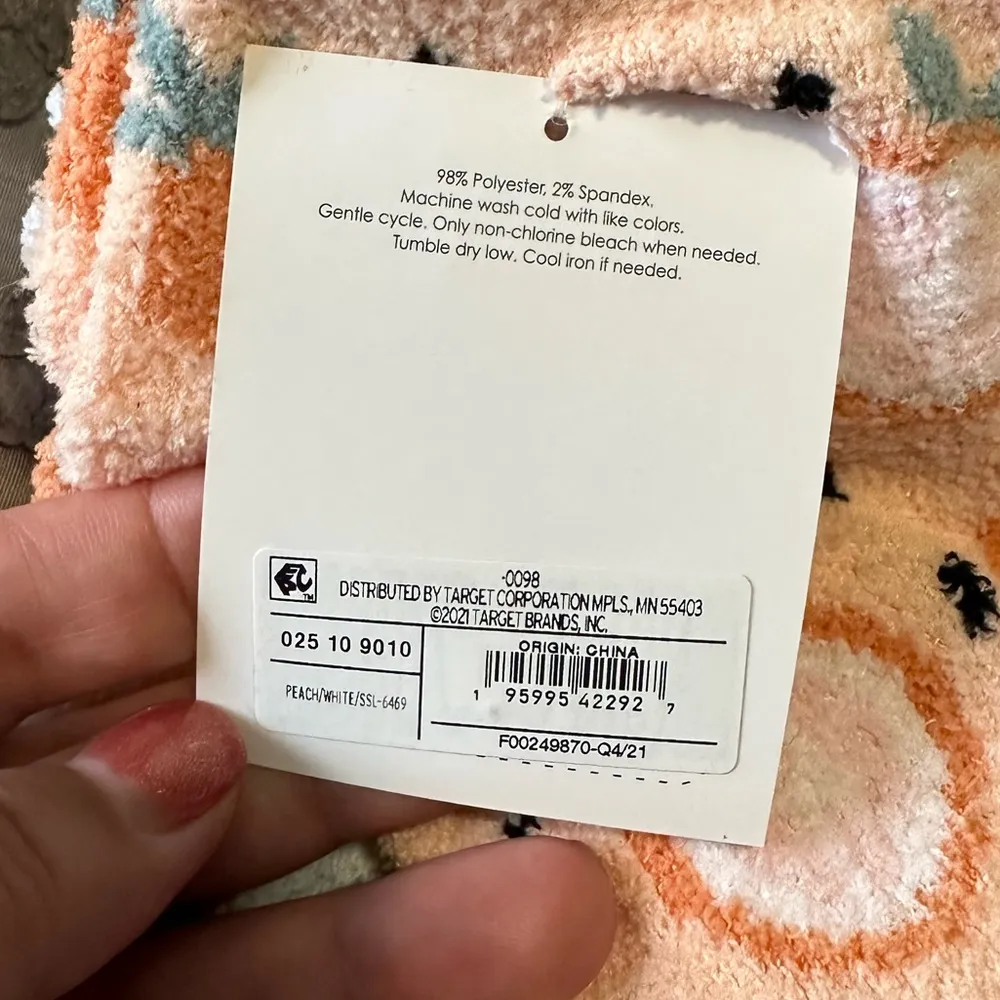 98% Polyester, 2% Spandex.
Machine wash cold with like colors.
Gentle cycle. Only non-chlorine bleach when needed.
Tumble dry low. Cool iron if needed.
-0098
DISTRIBUTED BY TARGET CORPORATION MPLS., MN 55403
©2021 TARGET BRANDS, INC.
TM
025 10 9010
PEACH/WHITE/SSL-6469
ORIGIN: CHINA
1 95995 42292 7
F00249870-Q4/21